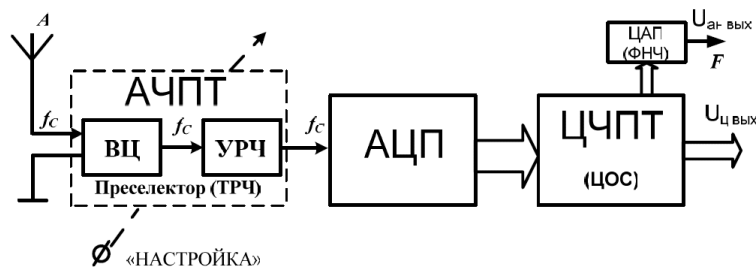 A
АЧПТ
ЦАП
(ФНЧ)
Uан вых
F
fC
fC
fC
ВЦ
УРЧ
АЦП
ЦЧПТ
(ЦОС)
Uц вых
Преселектор (ТРЧ)
«НАСТРОЙКА»